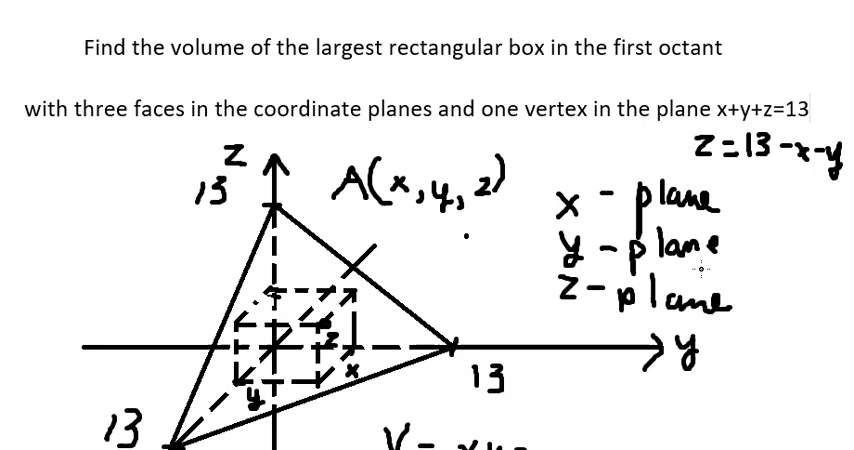 Find the volume of the largest rectangular box in the first octant
with three faces in the coordinate planes and one vertex in the plane x+y+z=13
z=13-x-y
z
13
A(x,y,z)
x - plane
y - plane
z - plane
z
x
y
y
13
13
V =